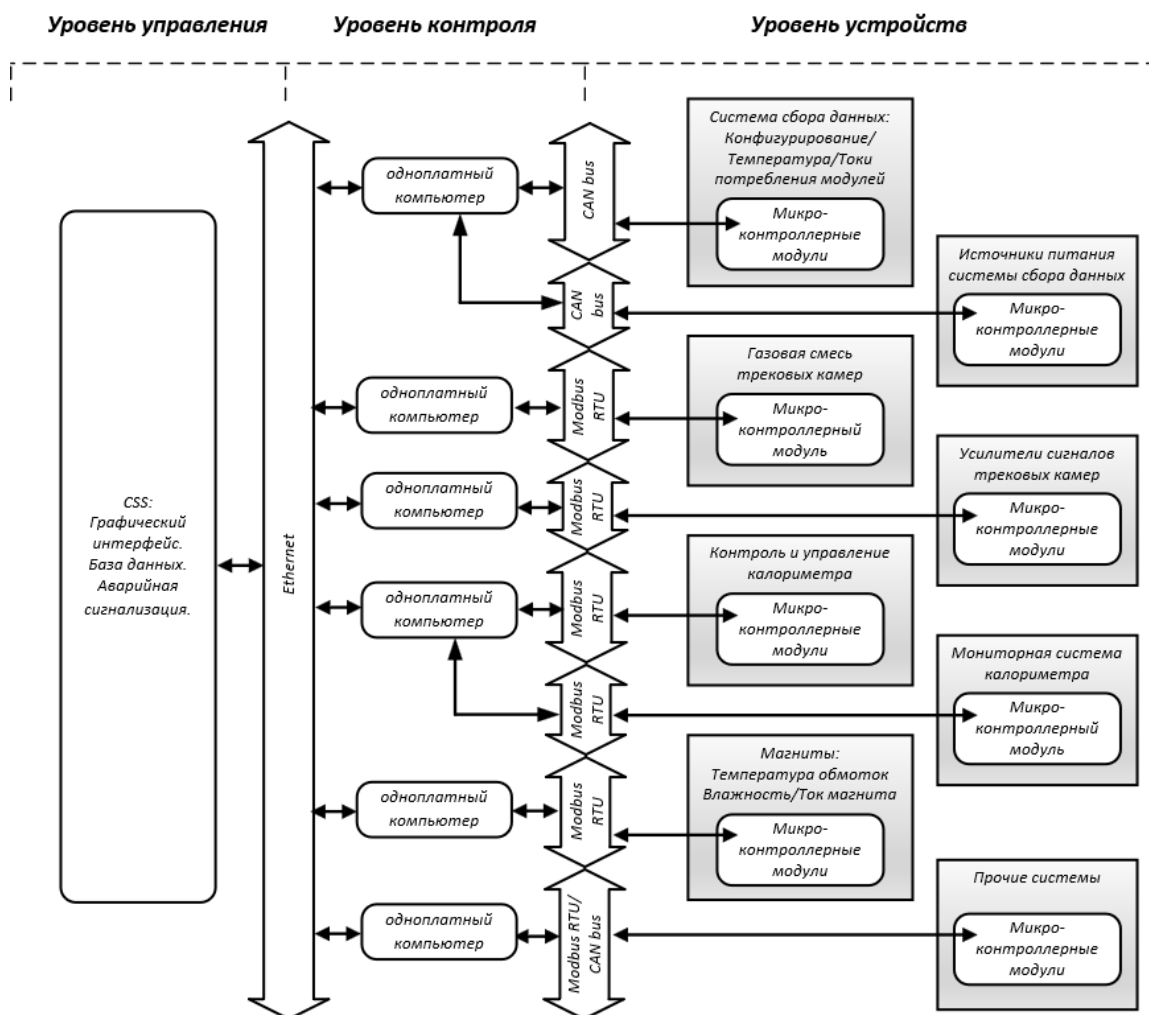 Уровень управления
Уровень контроля
Уровень устройств
CSS:
Графический
интерфейс.
База данных.
Аварийная
сигнализация.
Ethernet
одноплатный
компьютер
CAN bus
Система сбора данных:
Конфигурирование/
Температура/Токи
потребления модулей
Микро-
контроллерные
модули
CAN
bus
Источники питания
системы сбора данных
Микро-
контроллерные
модули
одноплатный
компьютер
Modbus
RTU
Газовая смесь
трековых камер
Микро-
контроллерный
модуль
одноплатный
компьютер
Modbus
RTU
Усилители сигналов
трековых камер
Микро-
контроллерные
модули
одноплатный
компьютер
Modbus
RTU
Контроль и управление
калориметра
Микро-
контроллерные
модули
Modbus
RTU
Мониторная система
калориметра
Микро-
контроллерный
модуль
одноплатный
компьютер
Modbus
RTU
Магниты:
Температура обмоток
Влажность/Ток магнита
Микро-
контроллерные
модули
одноплатный
компьютер
Modbus RTU/
CAN bus
Прочие системы
Микро-
контроллерные
модули